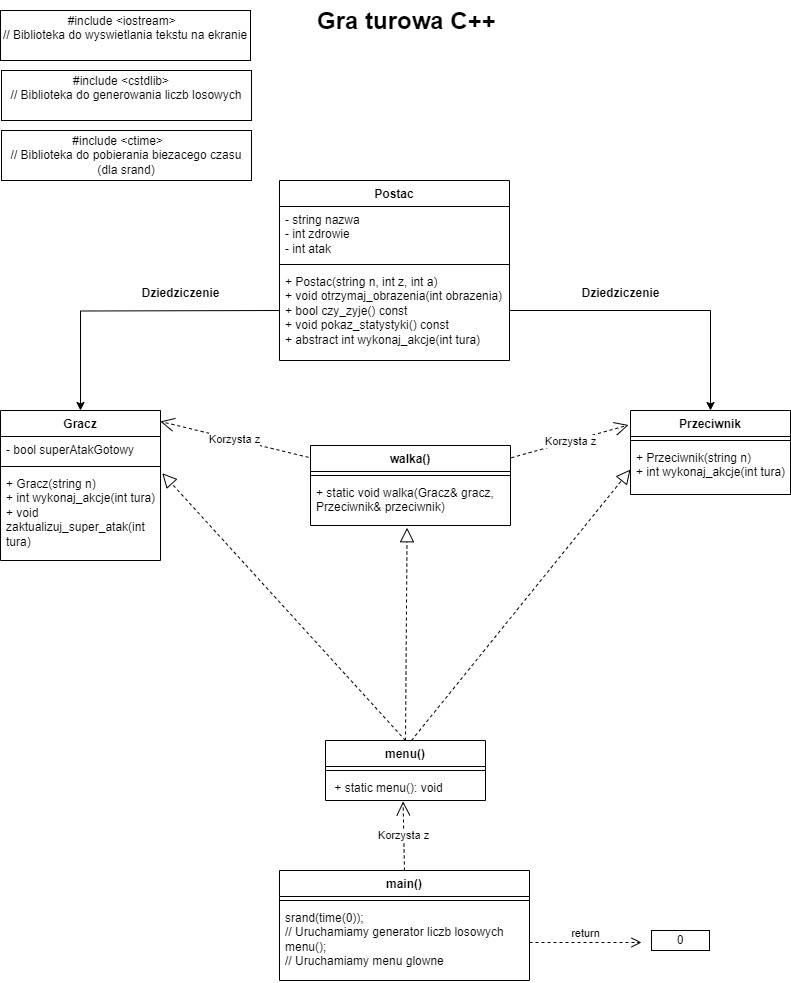 Gra turowa C++
#include <iostream>
// Biblioteka do wyswietlania tekstu na ekranie
#include <cstdlib>
// Biblioteka do generowania liczb losowych
#include <ctime>
// Biblioteka do pobierania biezacego czasu
(dla srand)
Postac
- string nazwa
- int zdrowie
- int atak
+ Postac(string n, int z, int a)
+ void otrzymaj_obrazenia(int obrazenia)
+ bool czy_zyje() const
+ void pokaz_statystyki() const
+ abstract int wykonaj_akcje(int tura)
Dziedziczenie
Dziedziczenie
Gracz
- bool superAtakGotowy
+ Gracz(string n)
+ int wykonaj_akcje(int tura)
+ void
zaktualizuj_super_atak(int
tura)
Korzysta z
walka()
+ static void walka(Gracz& gracz,
Przeciwnik& przeciwnik)
Korzysta z
Przeciwnik
+ Przeciwnik(string n)
+ int wykonaj_akcje(int tura)
menu()
+ static menu(): void
Korzysta z
main()
srand(time(0));
// Uruchamiamy generator liczb losowych
menu();
// Uruchamiamy menu glowne
return
0